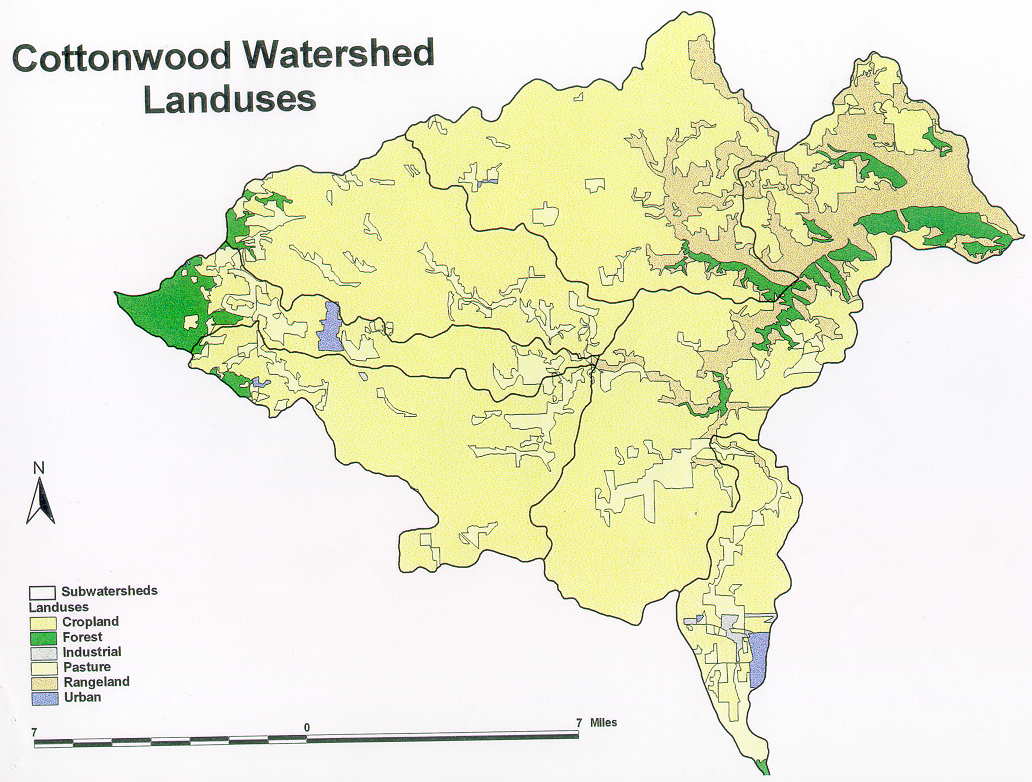 Cottonwood Watershed
Landuses
N
Subwatersheds
Landuses
Cropland
Forest
Industrial
Pasture
Rangeland
Urban
7 0 7 Miles